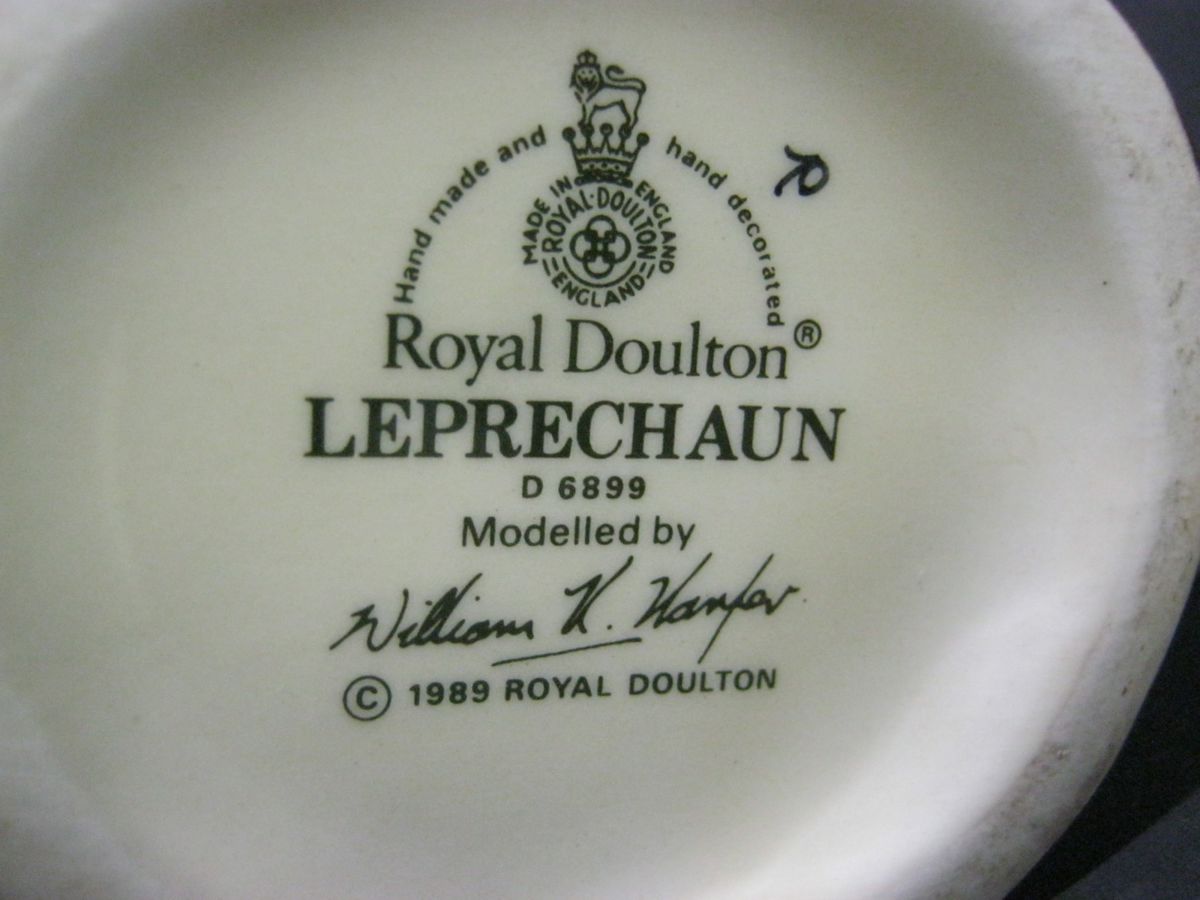 Hand made and hand decorated
MADE IN ENGLAND
ROYAL·DOULTON
ENGLAND
Royal Doulton®
LEPRECHAUN
D 6899
Modelled by
William K. Harper
© 1989 ROYAL DOULTON